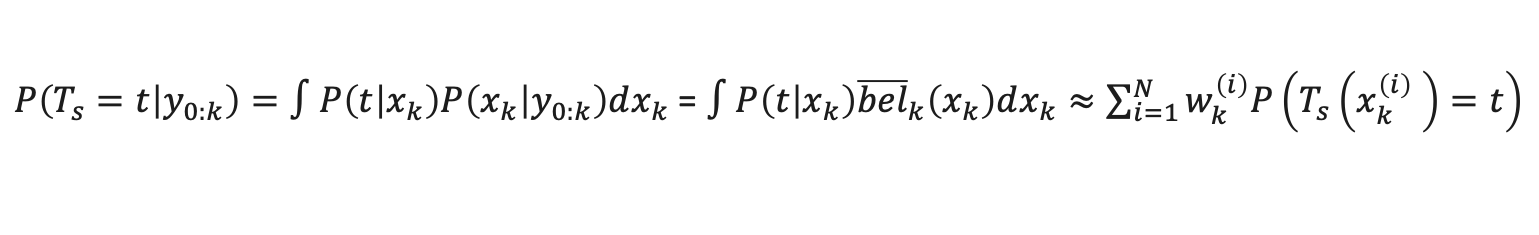 P(T_s = t|y_{0:k}) = ∫ P(t|x_k)P(x_k|y_{0:k})dx_k = ∫ P(t|x_k)\overline{bel}_k(x_k)dx_k ≈ ∑_{i=1}^{N} w_k^{(i)} P(T_s(x_k^{(i)}) = t)